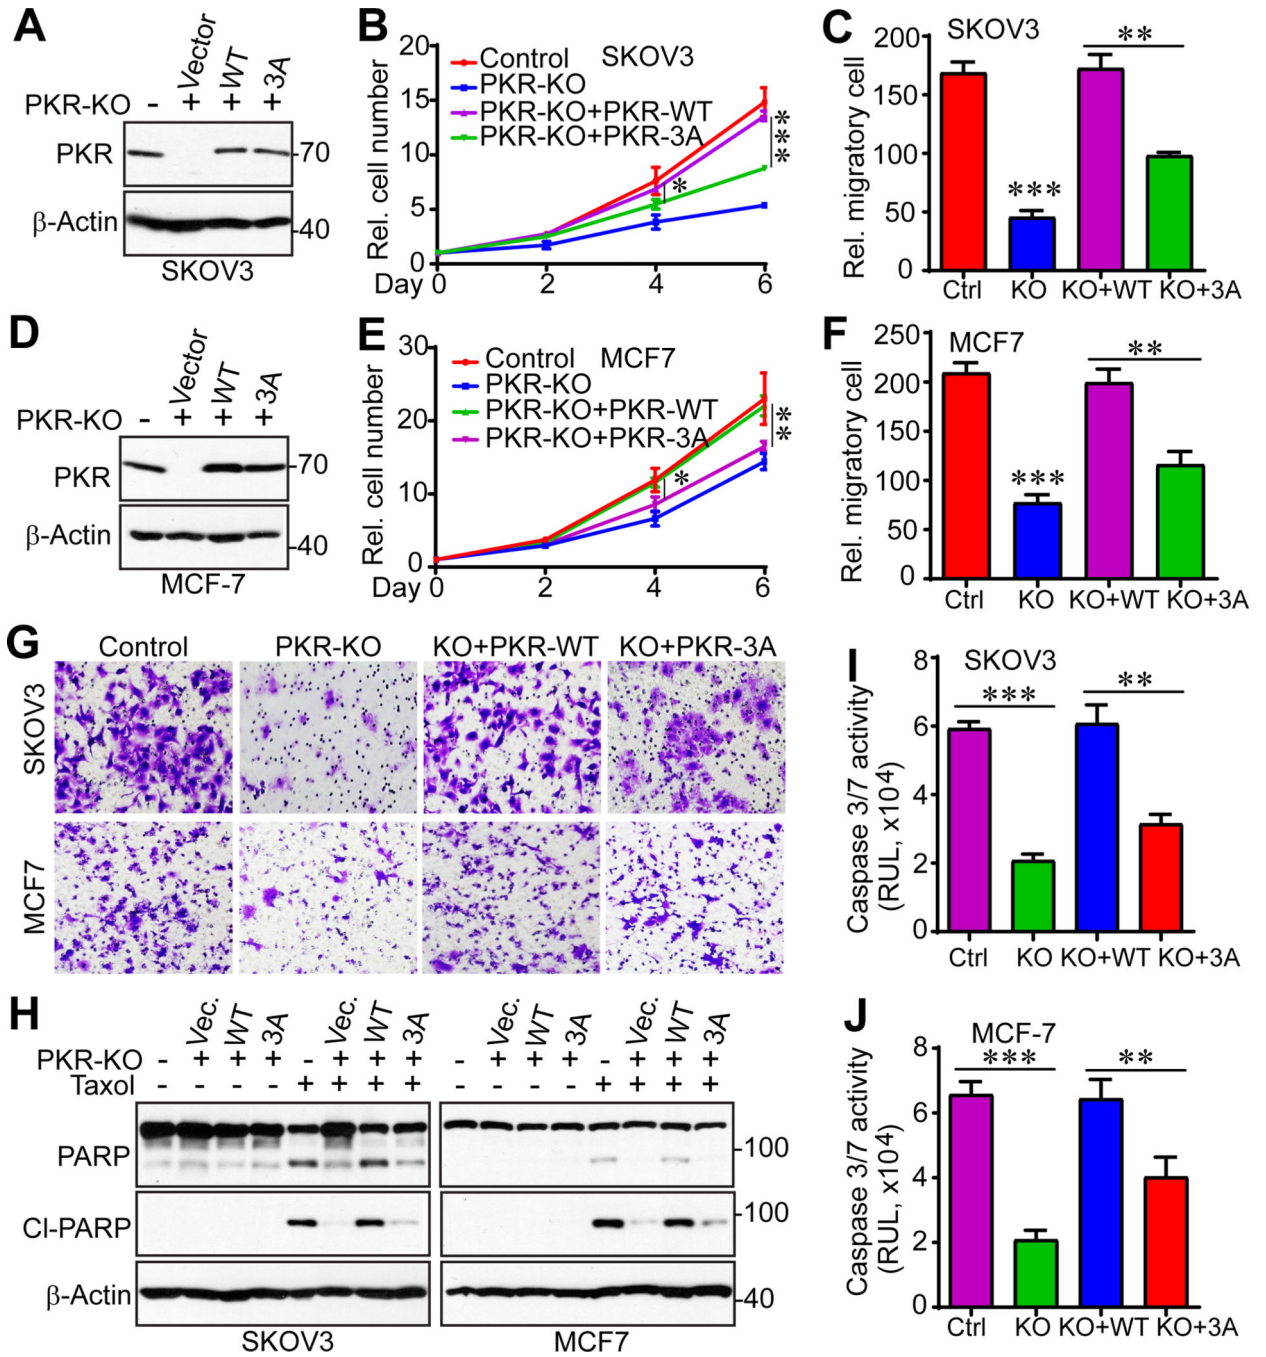 A
Vector
WT
3A
PKR-KO - + + +
PKR
-70
β-Actin
-40
SKOV3
B
Rel. cell number
20
15
10
5
0
Control SKOV3
PKR-KO
PKR-KO+PKR-WT
PKR-KO+PKR-3A
*
***
Day 0 2 4 6
C
SKOV3
Rel. migratory cell
200
150
100
50
0
***
**
Ctrl KO KO+WT KO+3A
D
Vector
WT
3A
PKR-KO - + + +
PKR
-70
β-Actin
-40
MCF-7
E
Rel. cell number
30
20
10
0
Control MCF7
PKR-KO
PKR-KO+PKR-WT
PKR-KO+PKR-3A
*
**
Day 0 2 4 6
F
MCF7
Rel. migratory cell
250
200
150
100
50
0
***
**
Ctrl KO KO+WT KO+3A
G
Control PKR-KO KO+PKR-WT KO+PKR-3A
SKOV3
MCF7
H
Vec. WT 3A Vec. WT 3A Vec. WT 3A Vec. WT 3A
PKR-KO - + + + - + + + - + + + - + + +
Taxol - - - - + + + + - - - - + + + +
PARP
-100
Cl-PARP
-100
β-Actin
-40
SKOV3 MCF7
I
SKOV3
Caspase 3/7 activity
(RUL, x104)
8
6
4
2
0
***
**
Ctrl KO KO+WT KO+3A
J
MCF-7
Caspase 3/7 activity
(RUL, x104)
8
6
4
2
0
***
**
Ctrl KO KO+WT KO+3A